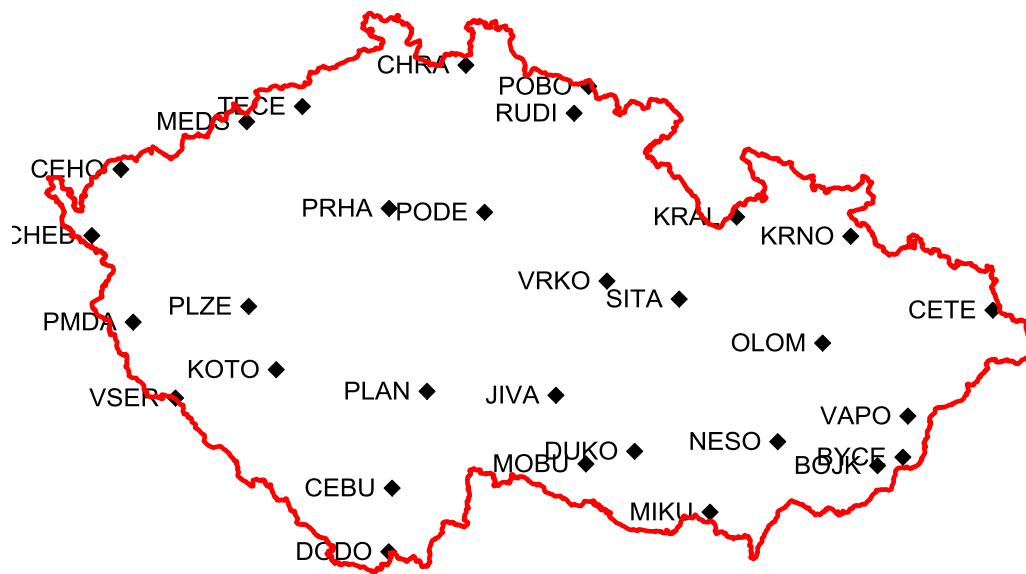 CHRA
POBO
TECE
RUDI
MEDS
CEHO
PRHA
PODE
KRAL
CHEB
KRNO
VRKO
SITA
PLZE
CETE
PMDA
OLOM
KOTO
PLAN
JIVA
VSER
VAPO
NESO
DUKO
BYCE
MOBU
BOJK
CEBU
MIKU
DODO